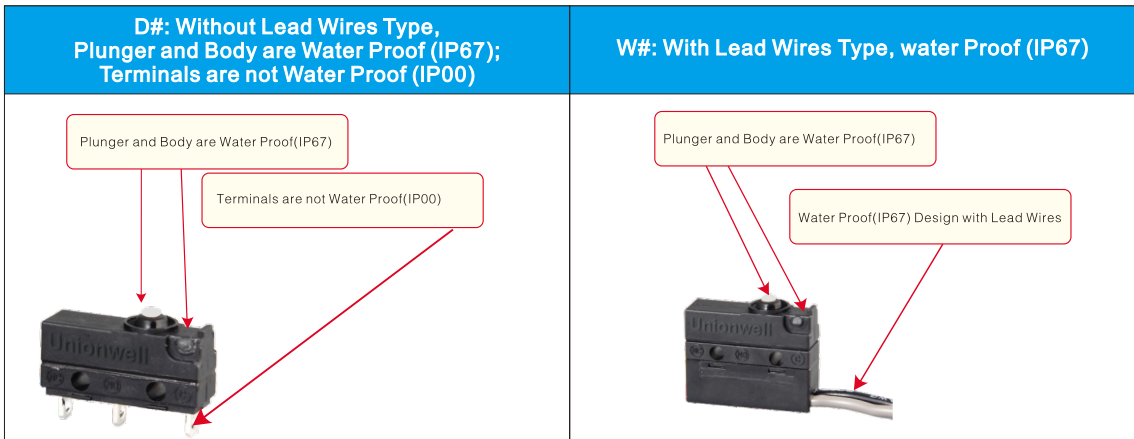 D#: Without Lead Wires Type,
Plunger and Body are Water Proof (IP67);
Terminals are not Water Proof (IP00)
W#: With Lead Wires Type, water Proof (IP67)
Plunger and Body are Water Proof(IP67)
Terminals are not Water Proof(IP00)
Unionwell
Plunger and Body are Water Proof(IP67)
Water Proof(IP67) Design with Lead Wires
Unionwell